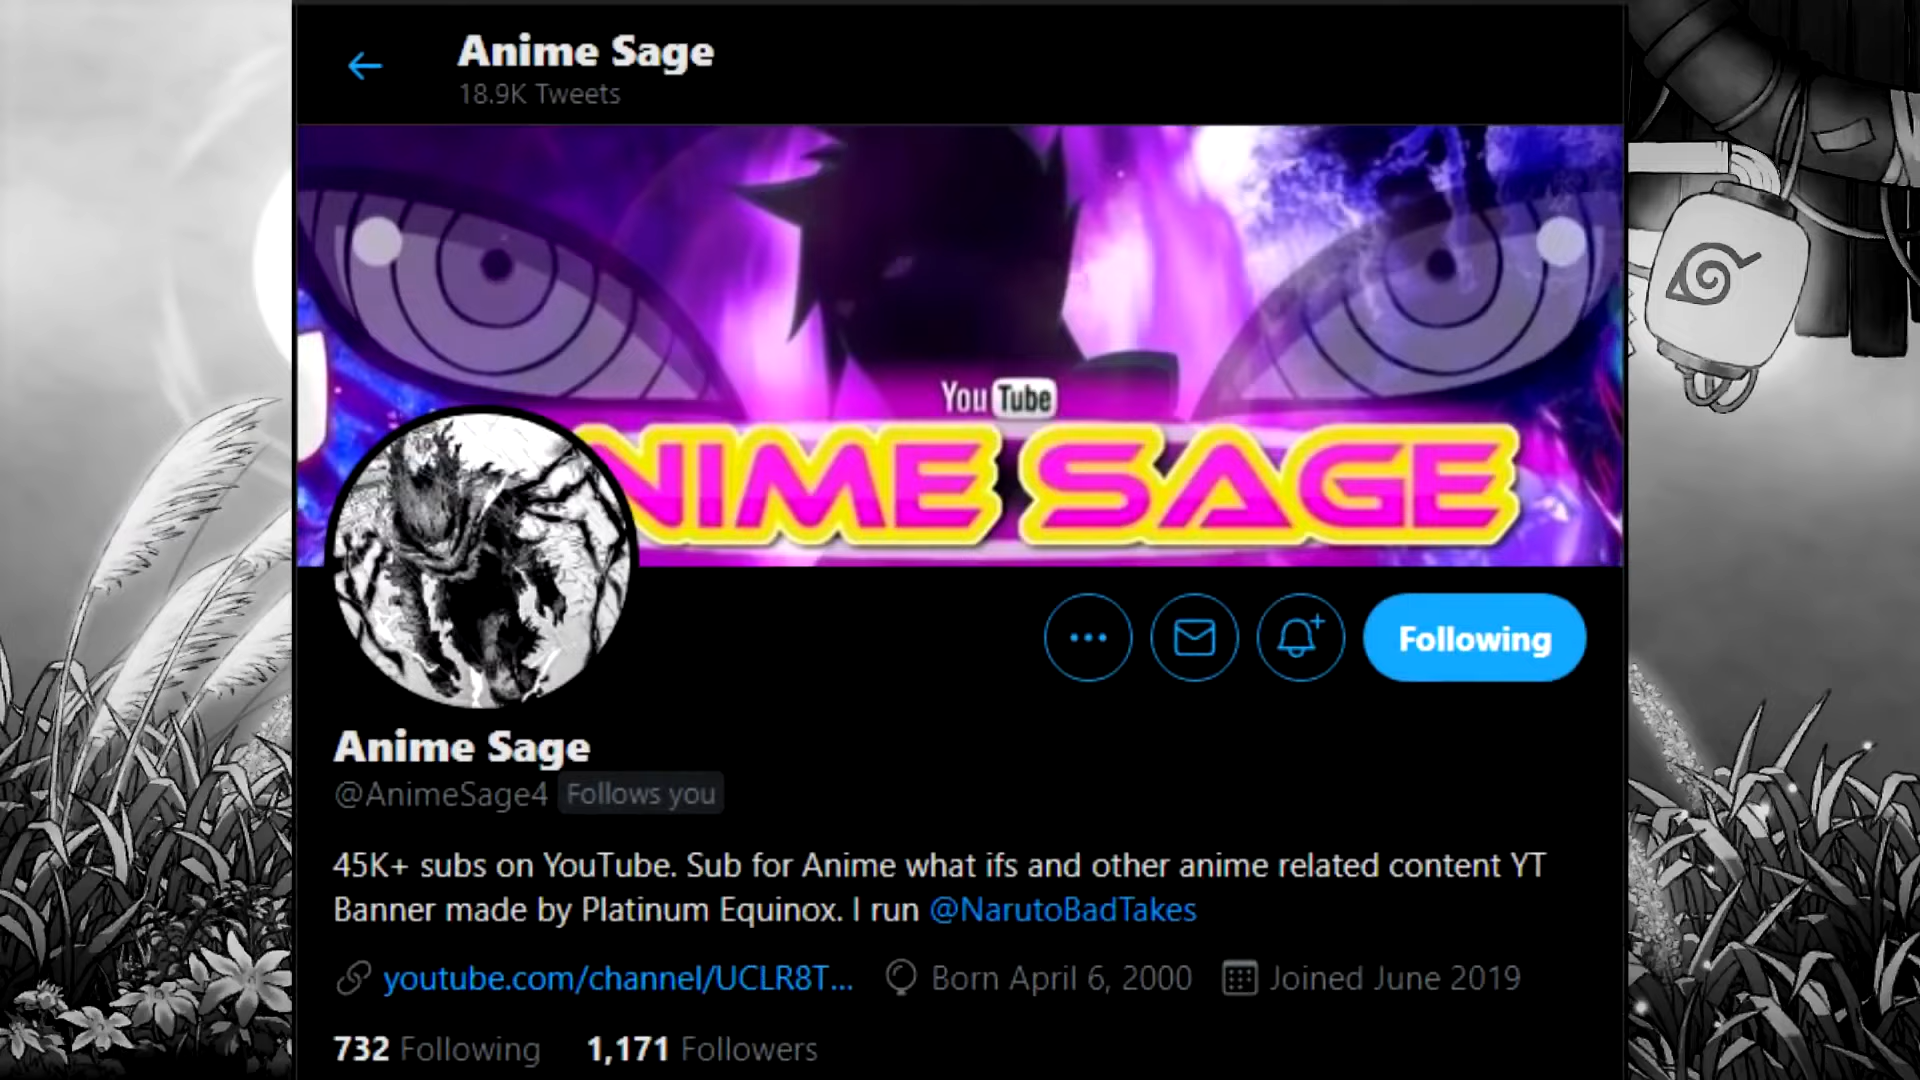 Anime Sage
18.9K Tweets
You Tube
NIME SAGE
Following
Anime Sage
@AnimeSage4 Follows you
45K+ subs on YouTube. Sub for Anime what ifs and other anime related content YT
Banner made by Platinum Equinox. I run @NarutoBadTakes
youtube.com/channel/UCLR8T... Born April 6, 2000 Joined June 2019
732 Following 1,171 Followers